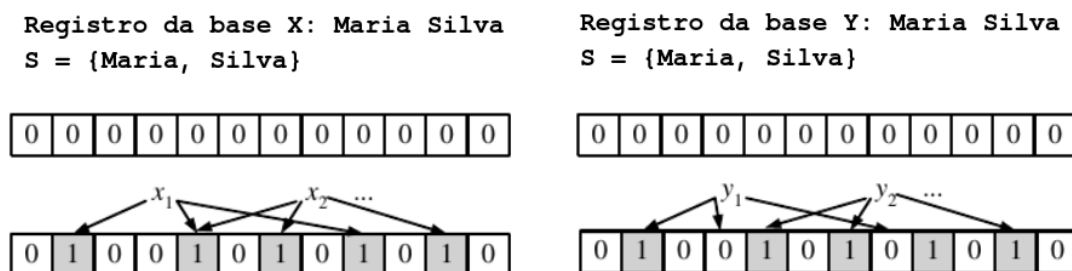 Registro da base X: Maria Silva
S = {Maria, Silva}
0 0 0 0 0 0 0 0 0 0 0 0
x1 x2 ...
0 1 0 0 1 0 1 0 1 0 1 0
Registro da base Y: Maria Silva
S = {Maria, Silva}
0 0 0 0 0 0 0 0 0 0 0 0
y1 y2 ...
0 1 0 0 1 0 1 0 1 0 1 0